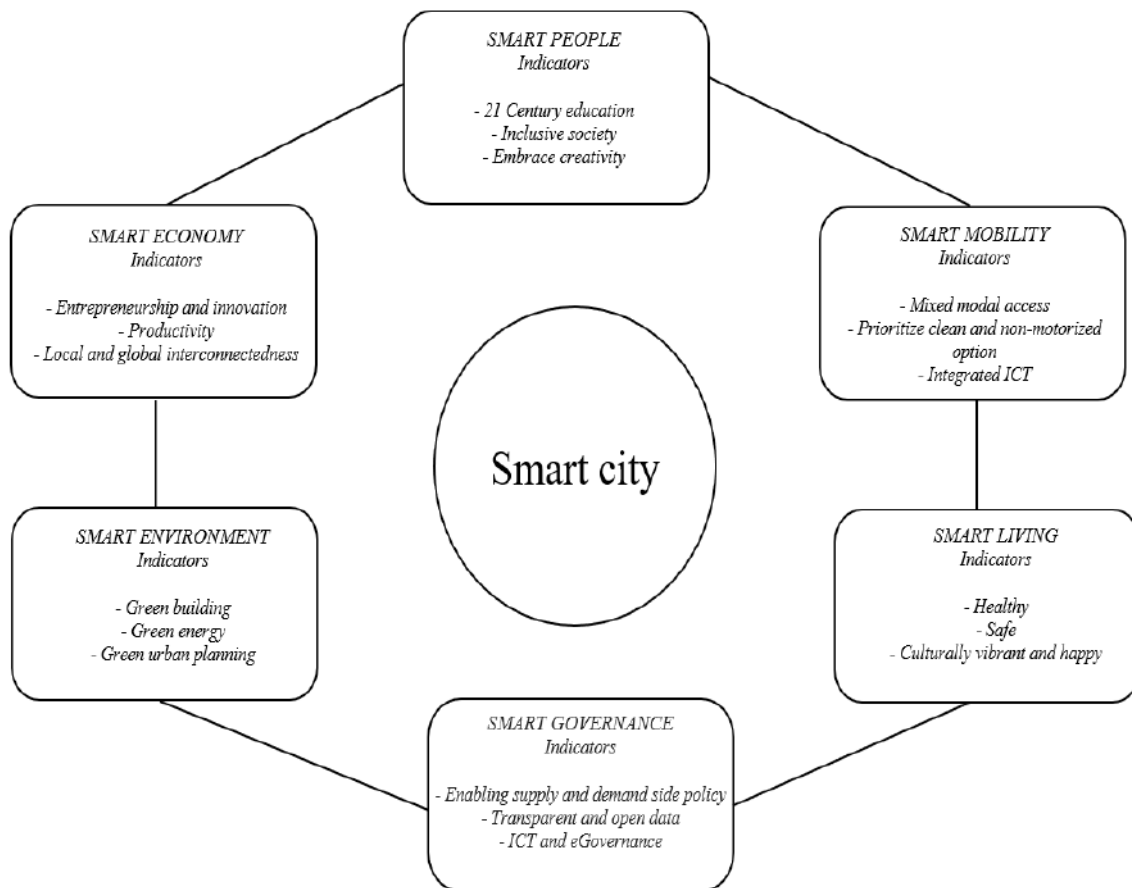 SMART PEOPLE
Indicators
- 21 Century education
- Inclusive society
- Embrace creativity
SMART ECONOMY
Indicators
- Entrepreneurship and innovation
- Productivity
- Local and global interconnectedness
SMART MOBILITY
Indicators
- Mixed modal access
- Prioritize clean and non-motorized
option
- Integrated ICT
Smart city
SMART ENVIRONMENT
Indicators
- Green building
- Green energy
- Green urban planning
SMART LIVING
Indicators
- Healthy
- Safe
- Culturally vibrant and happy
SMART GOVERNANCE
Indicators
- Enabling supply and demand side policy
- Transparent and open data
- ICT and eGovernance